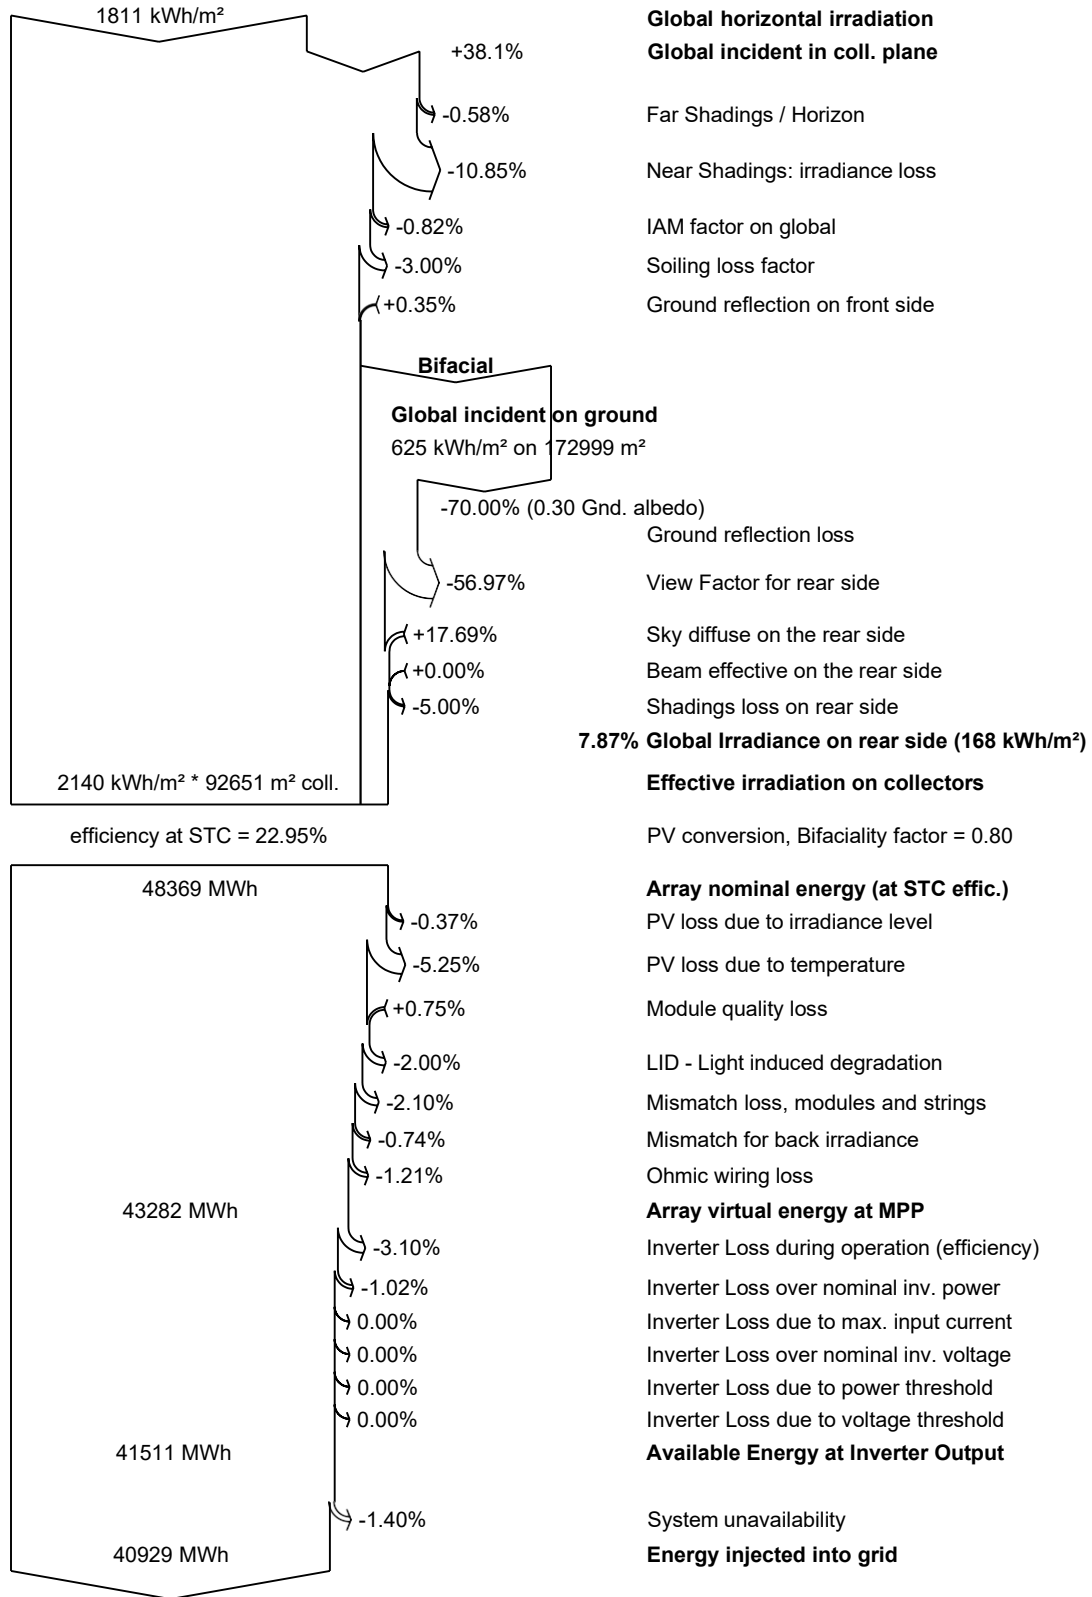 1811 kWh/m² Global horizontal irradiation
+38.1% Global incident in coll. plane
-0.58% Far Shadings / Horizon
-10.85% Near Shadings: irradiance loss
-0.82% IAM factor on global
-3.00% Soiling loss factor
+0.35% Ground reflection on front side
Bifacial
Global incident on ground
625 kWh/m² on 172999 m²
-70.00% (0.30 Gnd. albedo)
Ground reflection loss
-56.97% View Factor for rear side
+17.69% Sky diffuse on the rear side
+0.00% Beam effective on the rear side
-5.00% Shadings loss on rear side
7.87% Global Irradiance on rear side (168 kWh/m²)
2140 kWh/m² * 92651 m² coll. Effective irradiation on collectors
efficiency at STC = 22.95% PV conversion, Bifaciality factor = 0.80
48369 MWh Array nominal energy (at STC effic.)
-0.37% PV loss due to irradiance level
-5.25% PV loss due to temperature
+0.75% Module quality loss
-2.00% LID - Light induced degradation
-2.10% Mismatch loss, modules and strings
-0.74% Mismatch for back irradiance
-1.21% Ohmic wiring loss
43282 MWh Array virtual energy at MPP
-3.10% Inverter Loss during operation (efficiency)
-1.02% Inverter Loss over nominal inv. power
0.00% Inverter Loss due to max. input current
0.00% Inverter Loss over nominal inv. voltage
0.00% Inverter Loss due to power threshold
0.00% Inverter Loss due to voltage threshold
41511 MWh Available Energy at Inverter Output
-1.40% System unavailability
40929 MWh Energy injected into grid